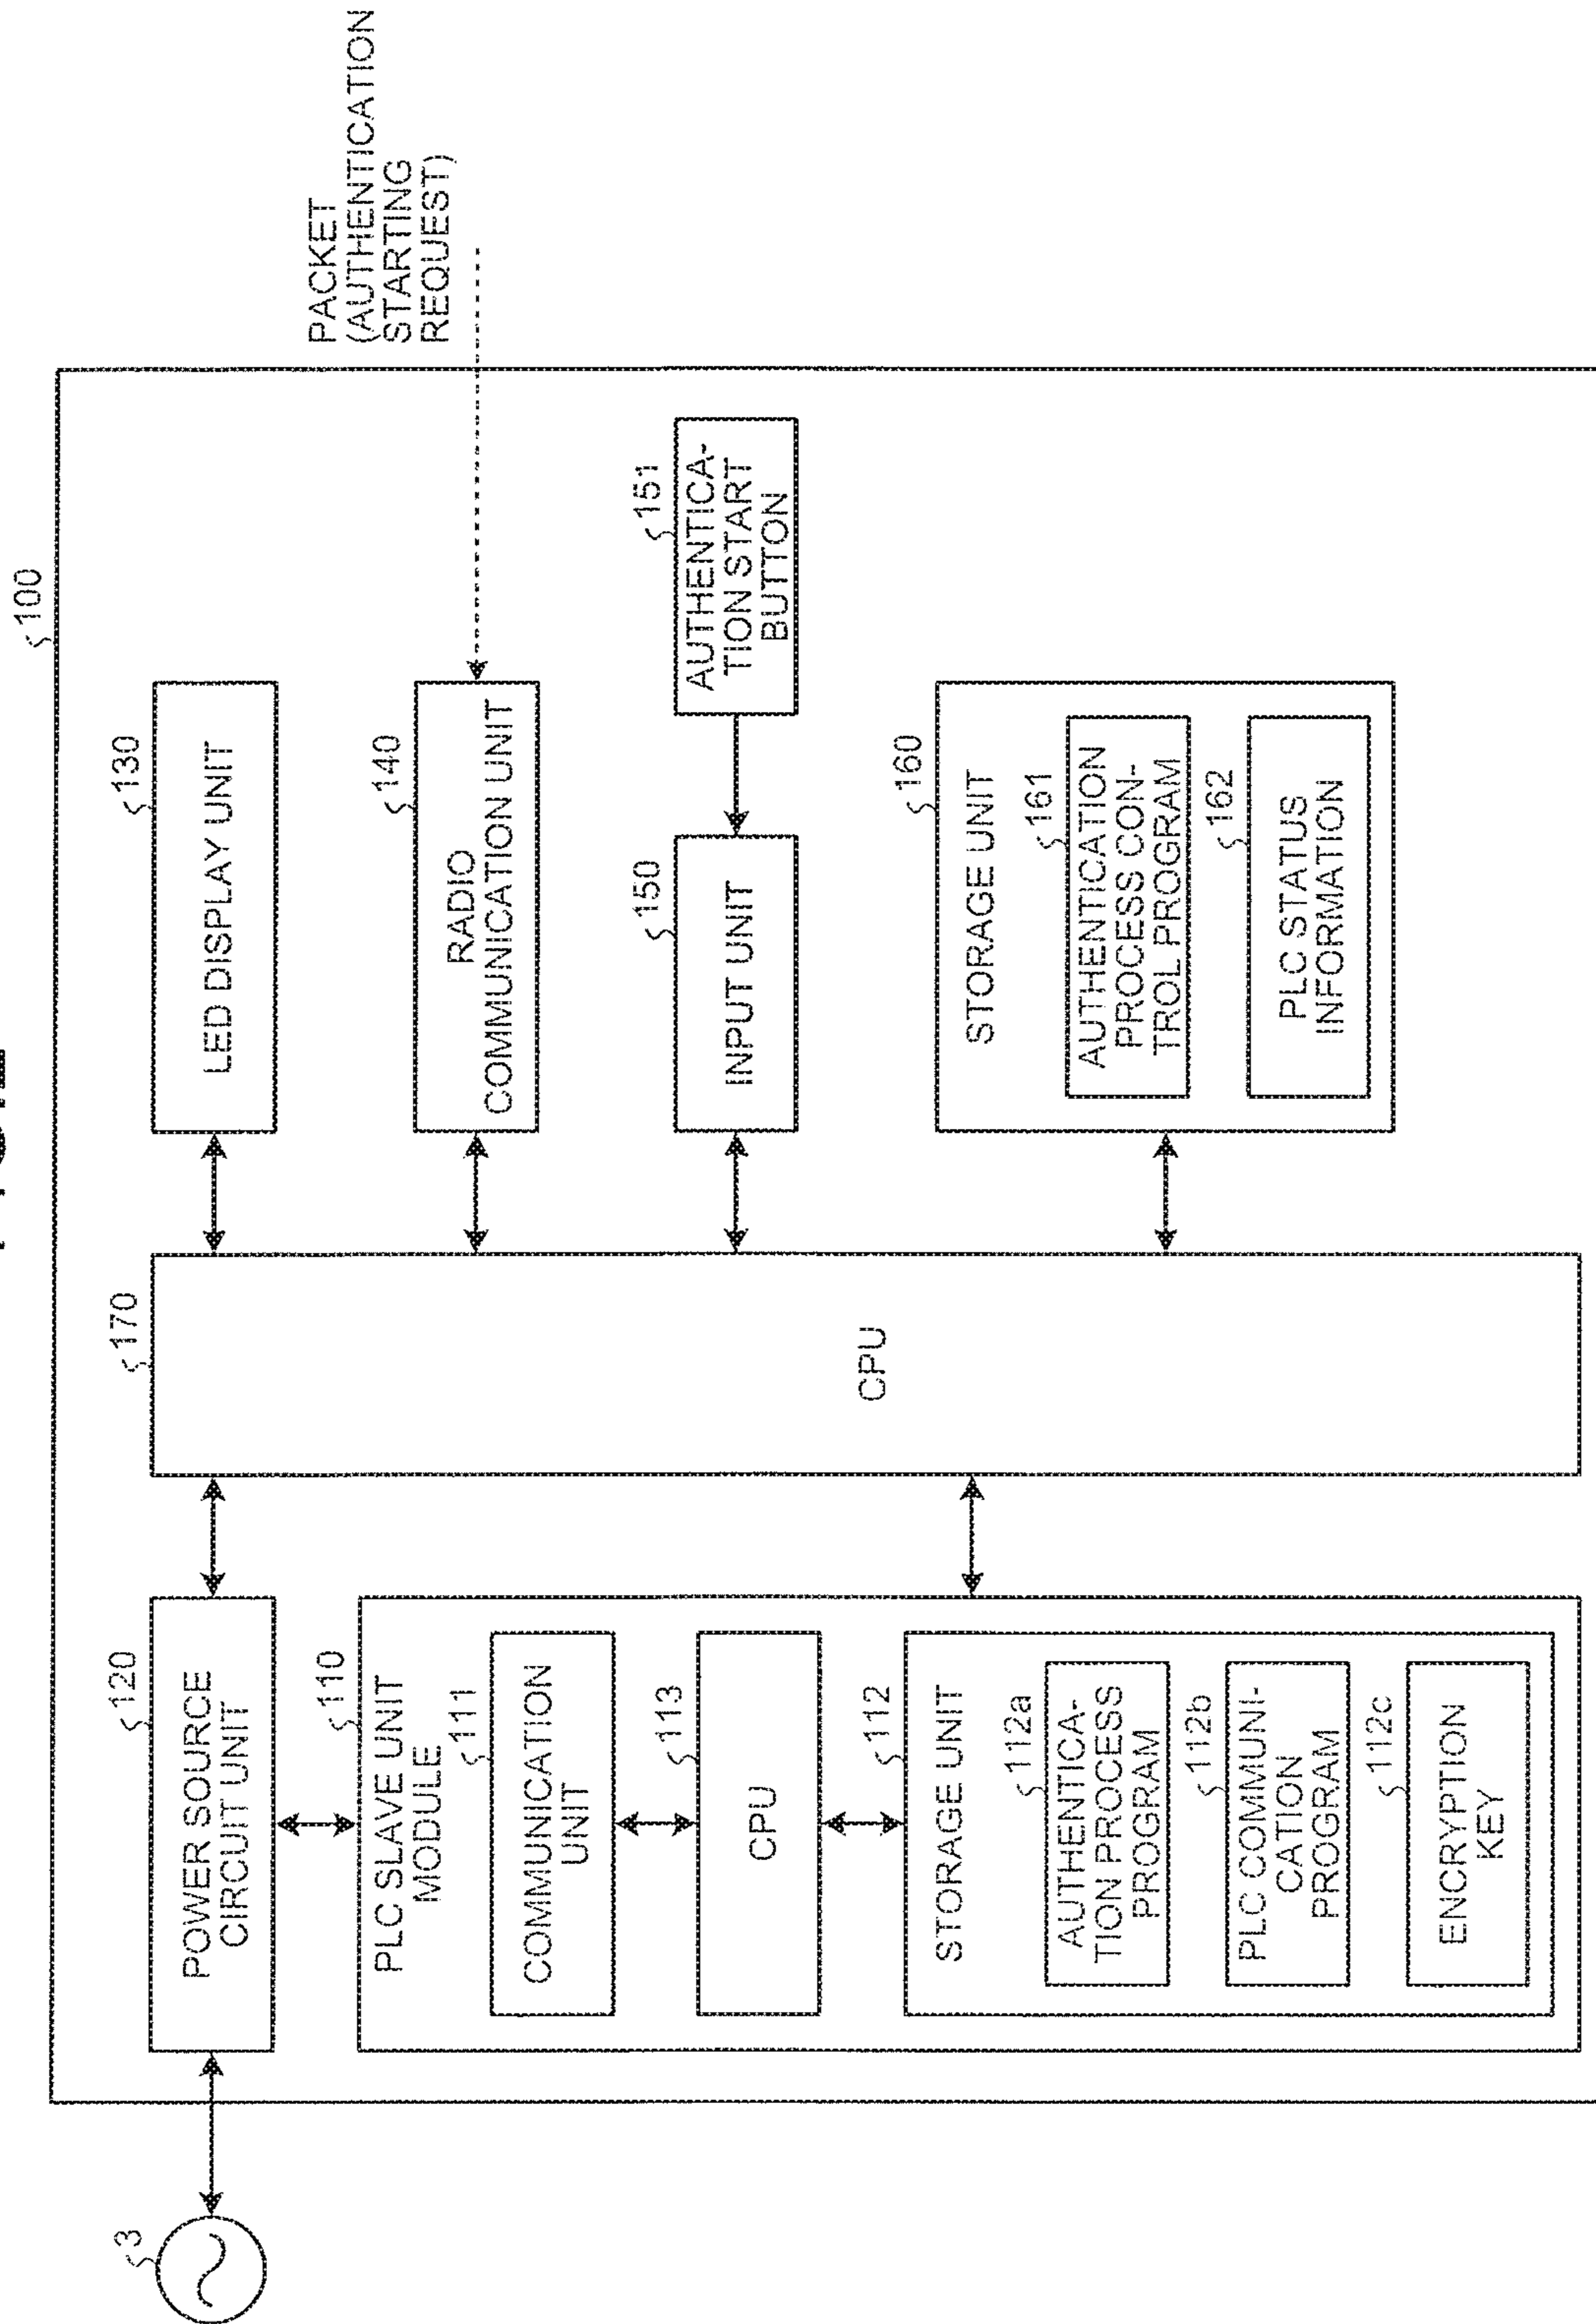 100
3
120
POWER SOURCE
CIRCUIT UNIT
110
PLC SLAVE UNIT
MODULE
111
COMMUNICATION
UNIT
113
CPU
112
STORAGE UNIT
112a
AUTHENTICA-
TION PROCESS
PROGRAM
112b
PLC COMMUNI-
CATION
PROGRAM
112c
ENCRYPTION
KEY
170
CPU
130
LED DISPLAY UNIT
140
RADIO
COMMUNICATION UNIT
PACKET
(AUTHENTICATION
STARTING
REQUEST)
150
INPUT UNIT
151
AUTHENTICA-
TION START
BUTTON
160
STORAGE UNIT
161
AUTHENTICATION
PROCESS CON-
TROL PROGRAM
162
PLC STATUS
INFORMATION